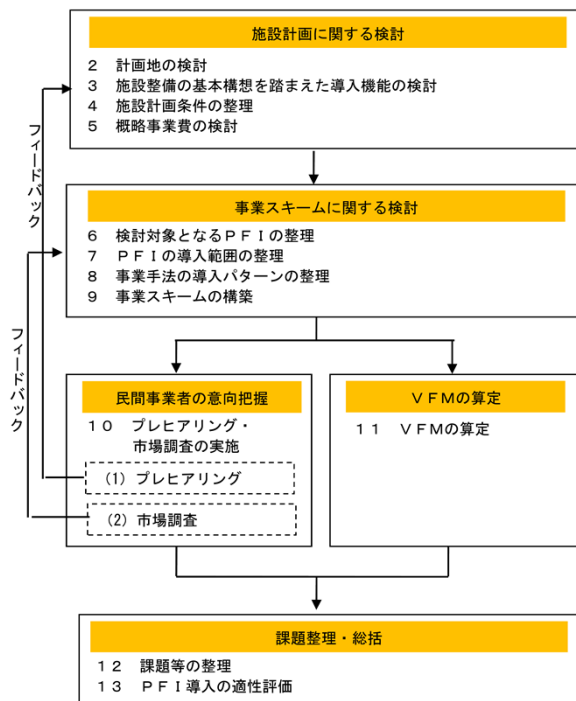 施設計画に関する検討
2 計画地の検討
3 施設整備の基本構想を踏まえた導入機能の検討
4 施設計画条件の整理
5 概略事業費の検討
フィードバック
事業スキームに関する検討
6 検討対象となるPFIの整理
7 PFIの導入範囲の整理
8 事業手法の導入パターンの整理
9 事業スキームの構築
フィードバック
民間事業者の意向把握
10 プレヒアリング・
市場調査の実施
(1)プレヒアリング
(2)市場調査
VFMの算定
11 VFMの算定
課題整理・総括
12 課題等の整理
13 PFI導入の適性評価